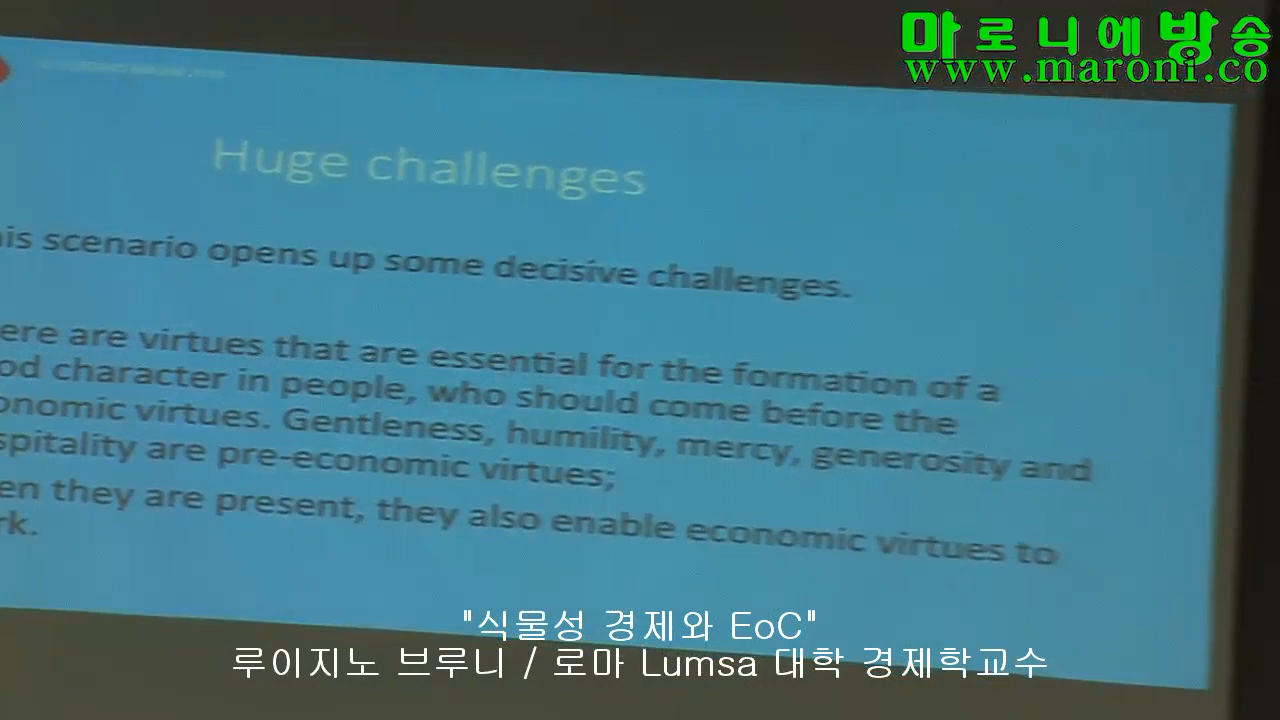 마로니에방송
www.maroni.co
Huge challenges
his scenario opens up some decisive challenges.
ere are virtues that are essential for the formation of a
od character in people, who should come before the
onomic virtues. Gentleness, humility, mercy, generosity and
spitality are pre-economic virtues;
en they are present, they also enable economic virtues to
rk.
"식물성 경제와 EoC"
루이지노 브루니 / 로마 Lumsa 대학 경제학교수